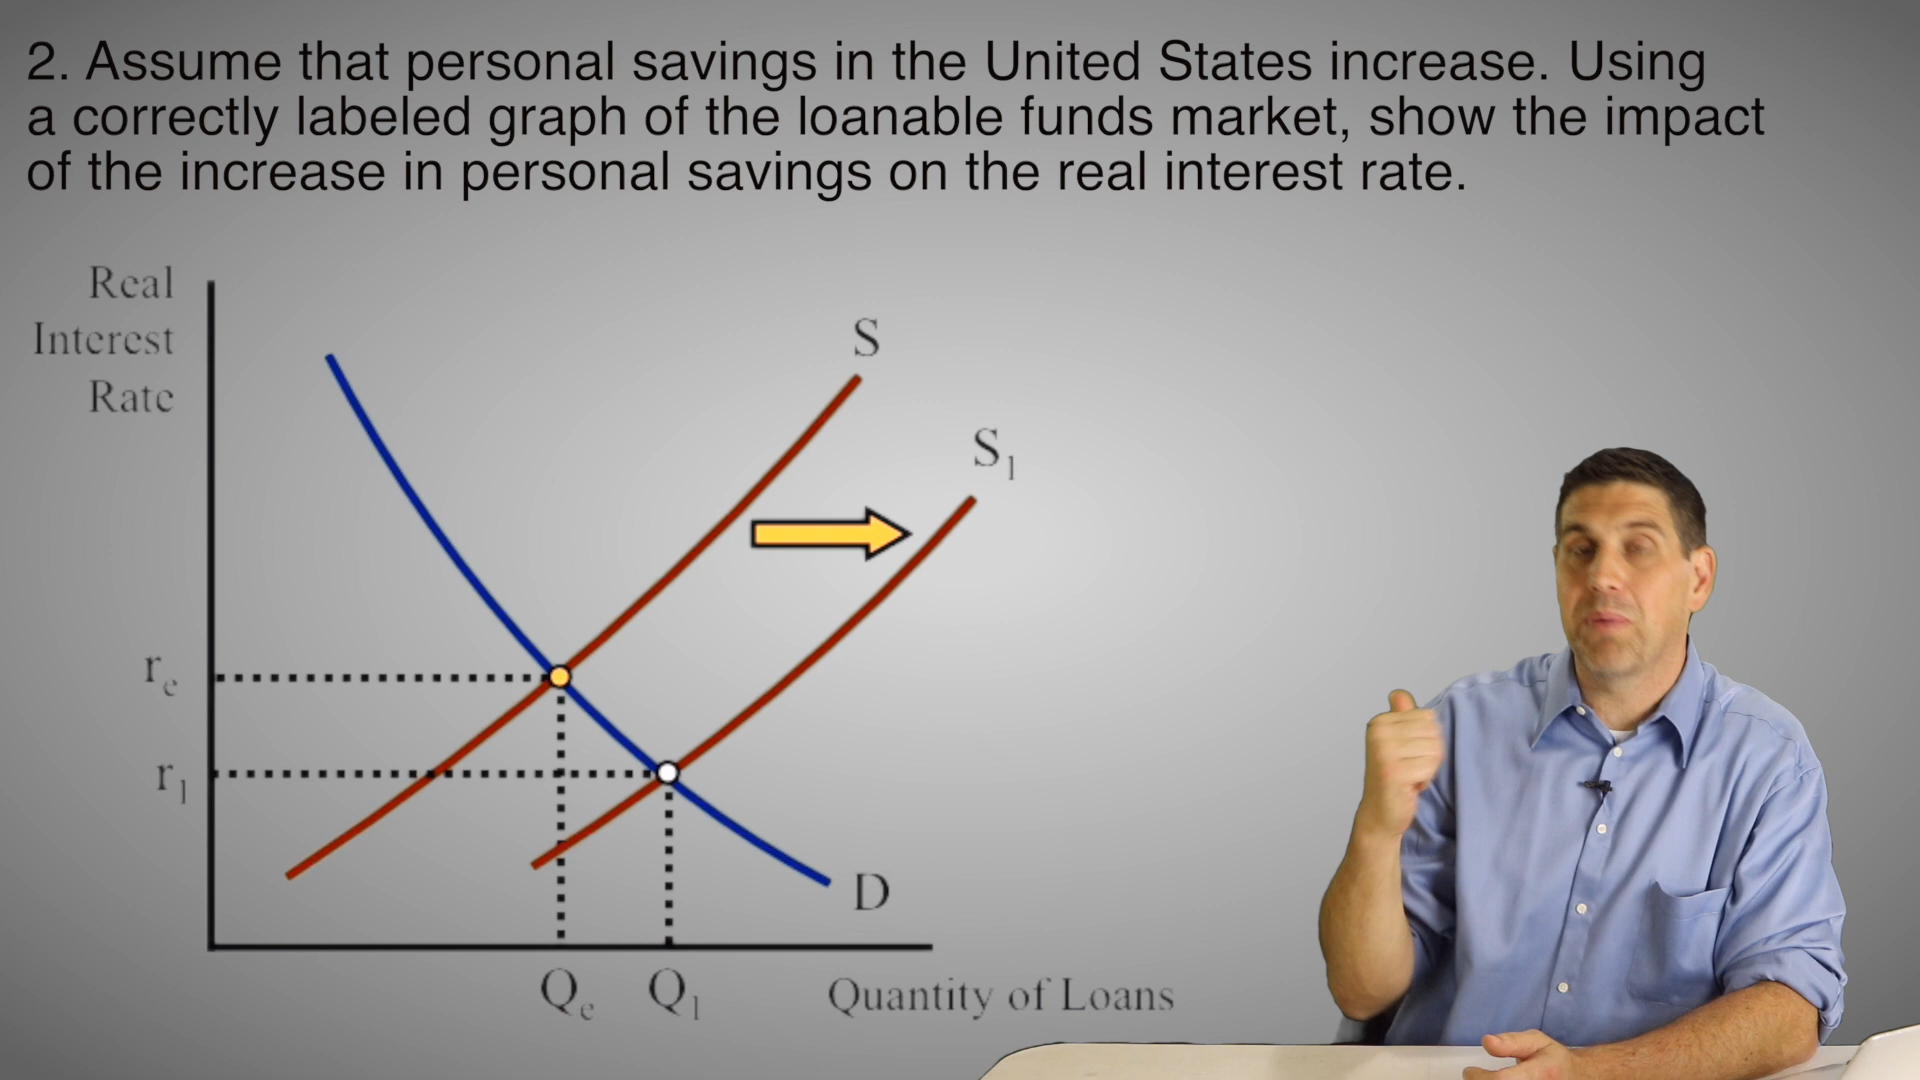 2. Assume that personal savings in the United States increase. Using
a correctly labeled graph of the loanable funds market, show the impact
of the increase in personal savings on the real interest rate.
Real
Interest
Rate
S
S₁
rₑ
r₁
D
Qₑ
Q₁
Quantity of Loans